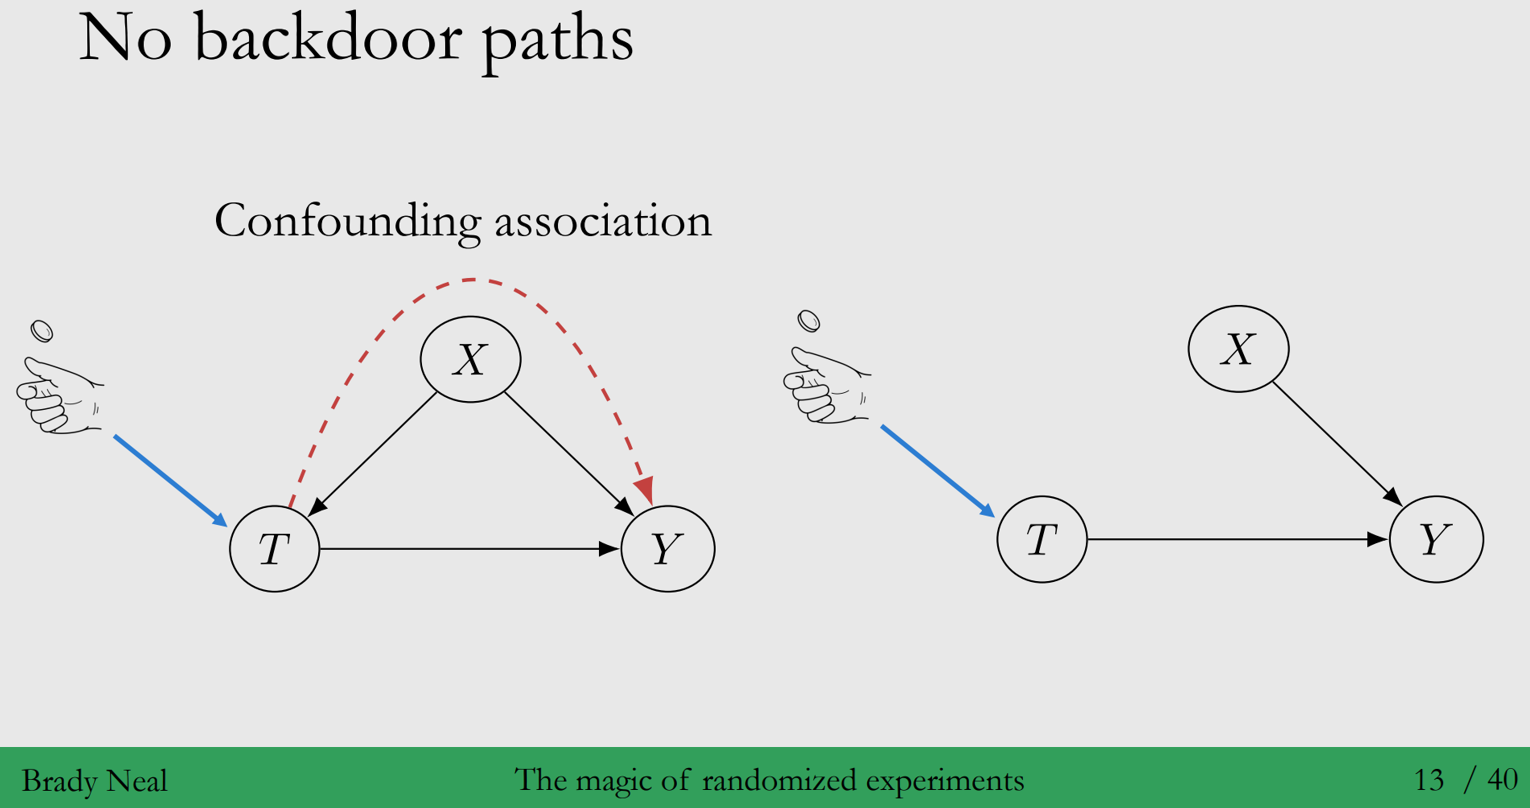 No backdoor paths
Confounding association
X
T
Y
X
T
Y
Brady Neal
The magic of randomized experiments
13 / 40